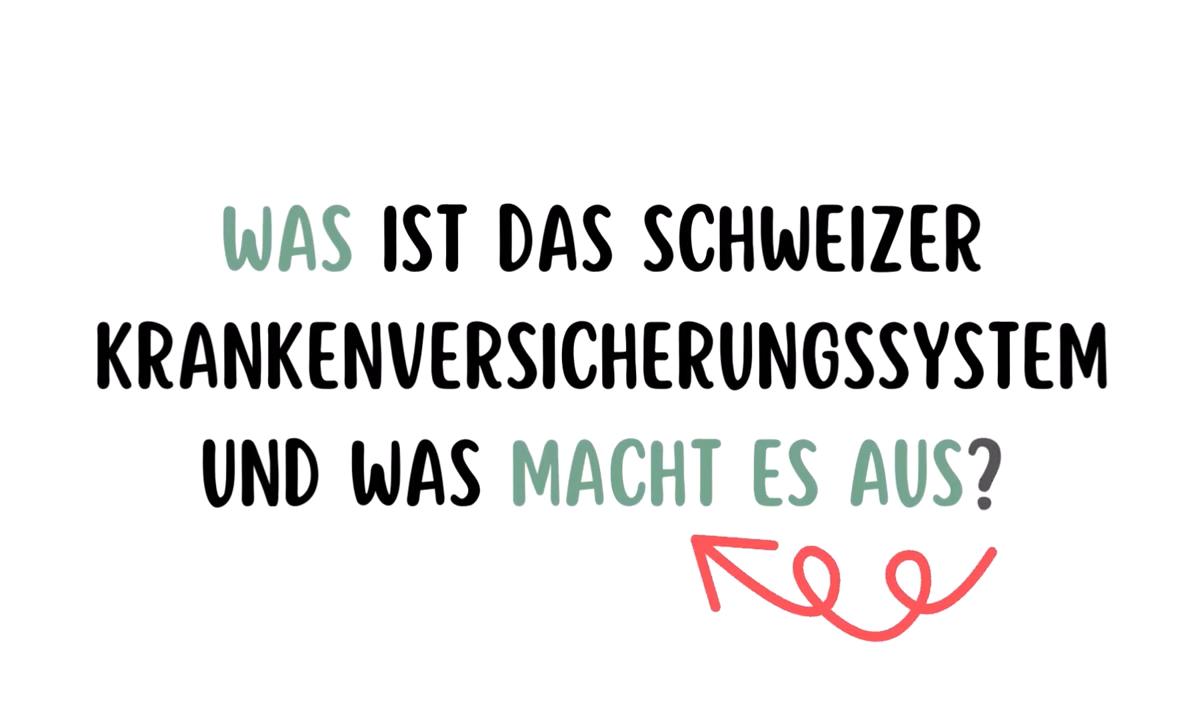 WAS IST DAS SCHWEIZER
KRANKENVERSICHERUNGSSYSTEM
UND WAS MACHT ES AUS?